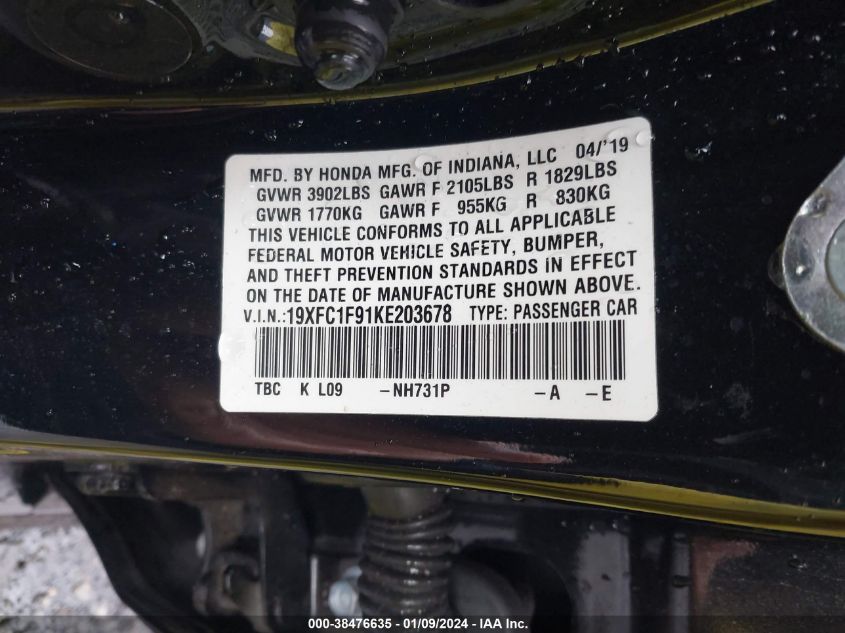 MFD. BY HONDA MFG. OF INDIANA, LLC 04/'19
GVWR 3902LBS GAWR F 2105LBS R 1829LBS
GVWR 1770KG GAWR F 955KG R 830KG
THIS VEHICLE CONFORMS TO ALL APPLICABLE
FEDERAL MOTOR VEHICLE SAFETY, BUMPER,
AND THEFT PREVENTION STANDARDS IN EFFECT
ON THE DATE OF MANUFACTURE SHOWN ABOVE.
V.I.N.:19XFC1F91KE203678 TYPE: PASSENGER CAR
TBC K L09 -NH731P -A -E
000-38476635 - 01/09/2024 - IAA Inc.